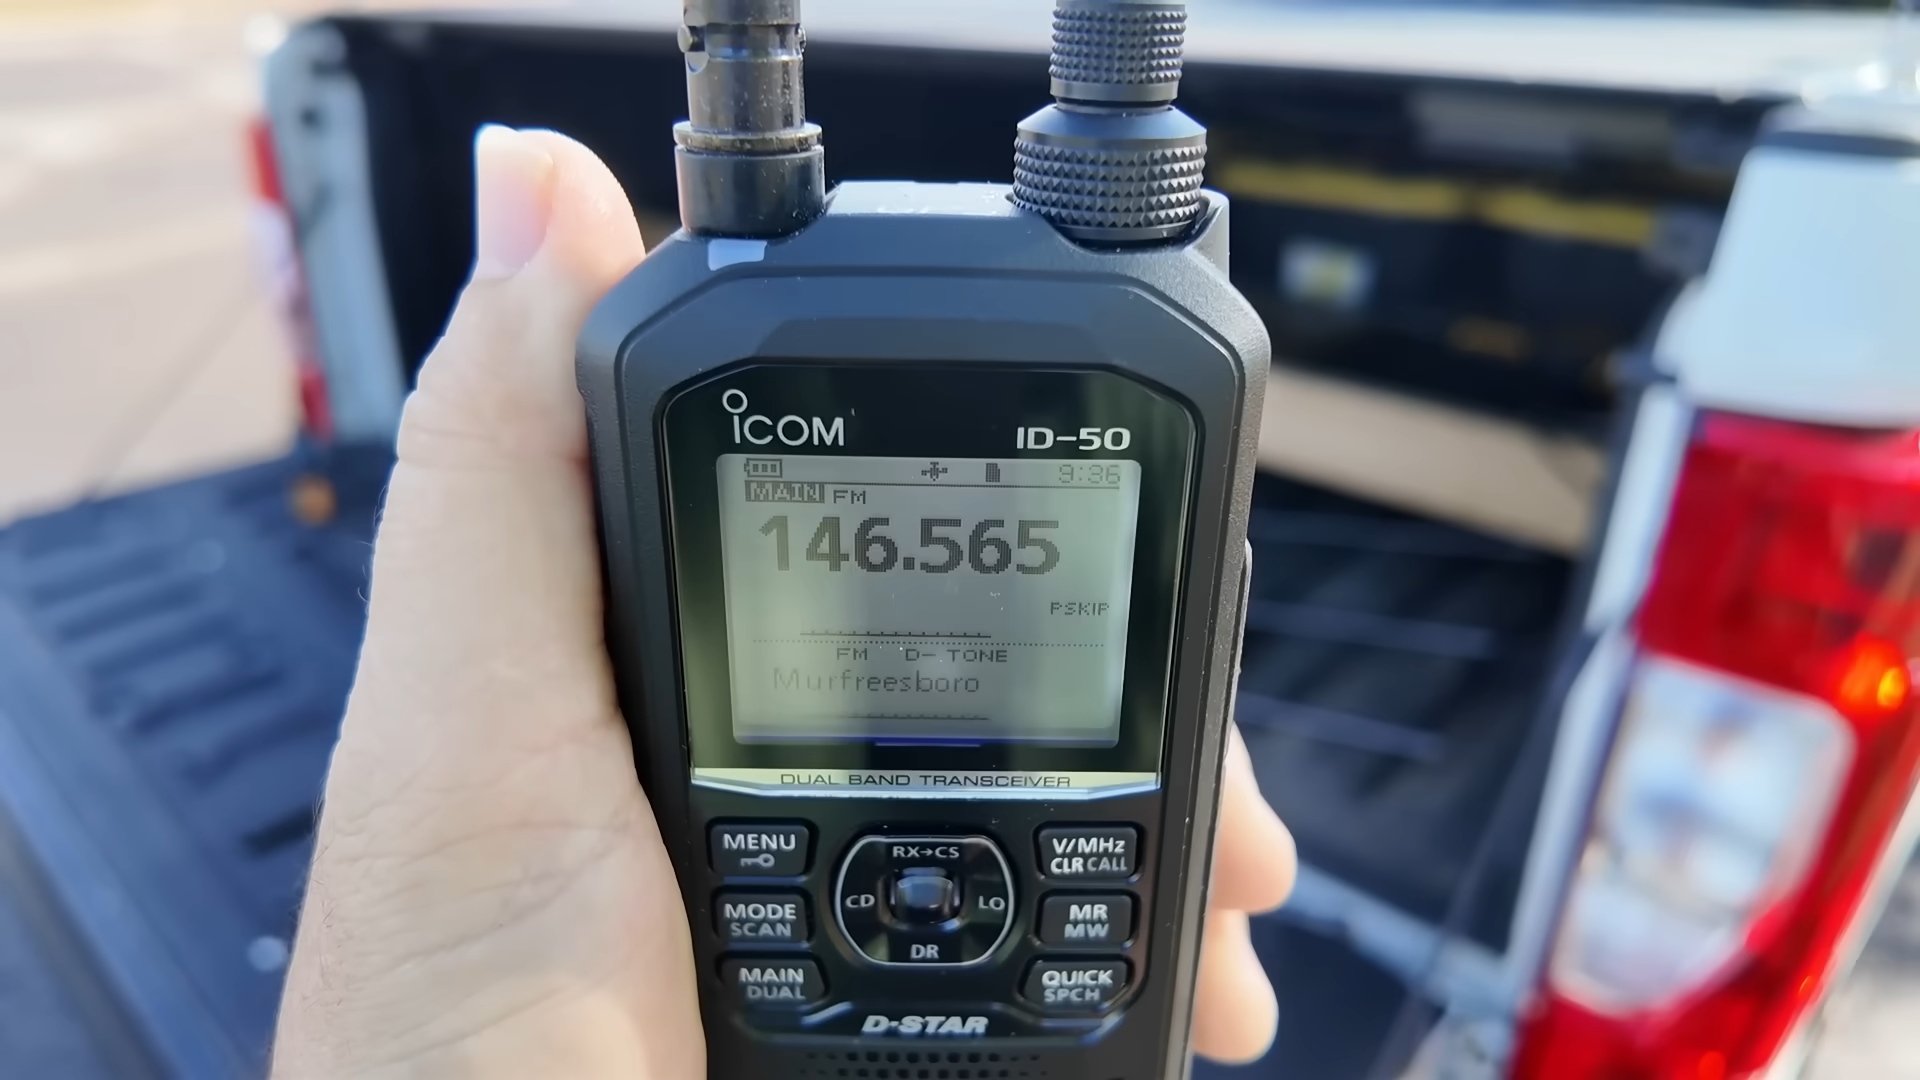 ICOM
ID-50
9:36
MAIN FM
146.565
PSKIP
FM D- TONE
Murfreesboro
DUAL BAND TRANSCEIVER
MENU
RX→CS
V/MHz
CLR CALL
CD
LO
MODE
SCAN
MR
MW
DR
MAIN
DUAL
QUICK
SPCH
D-STAR